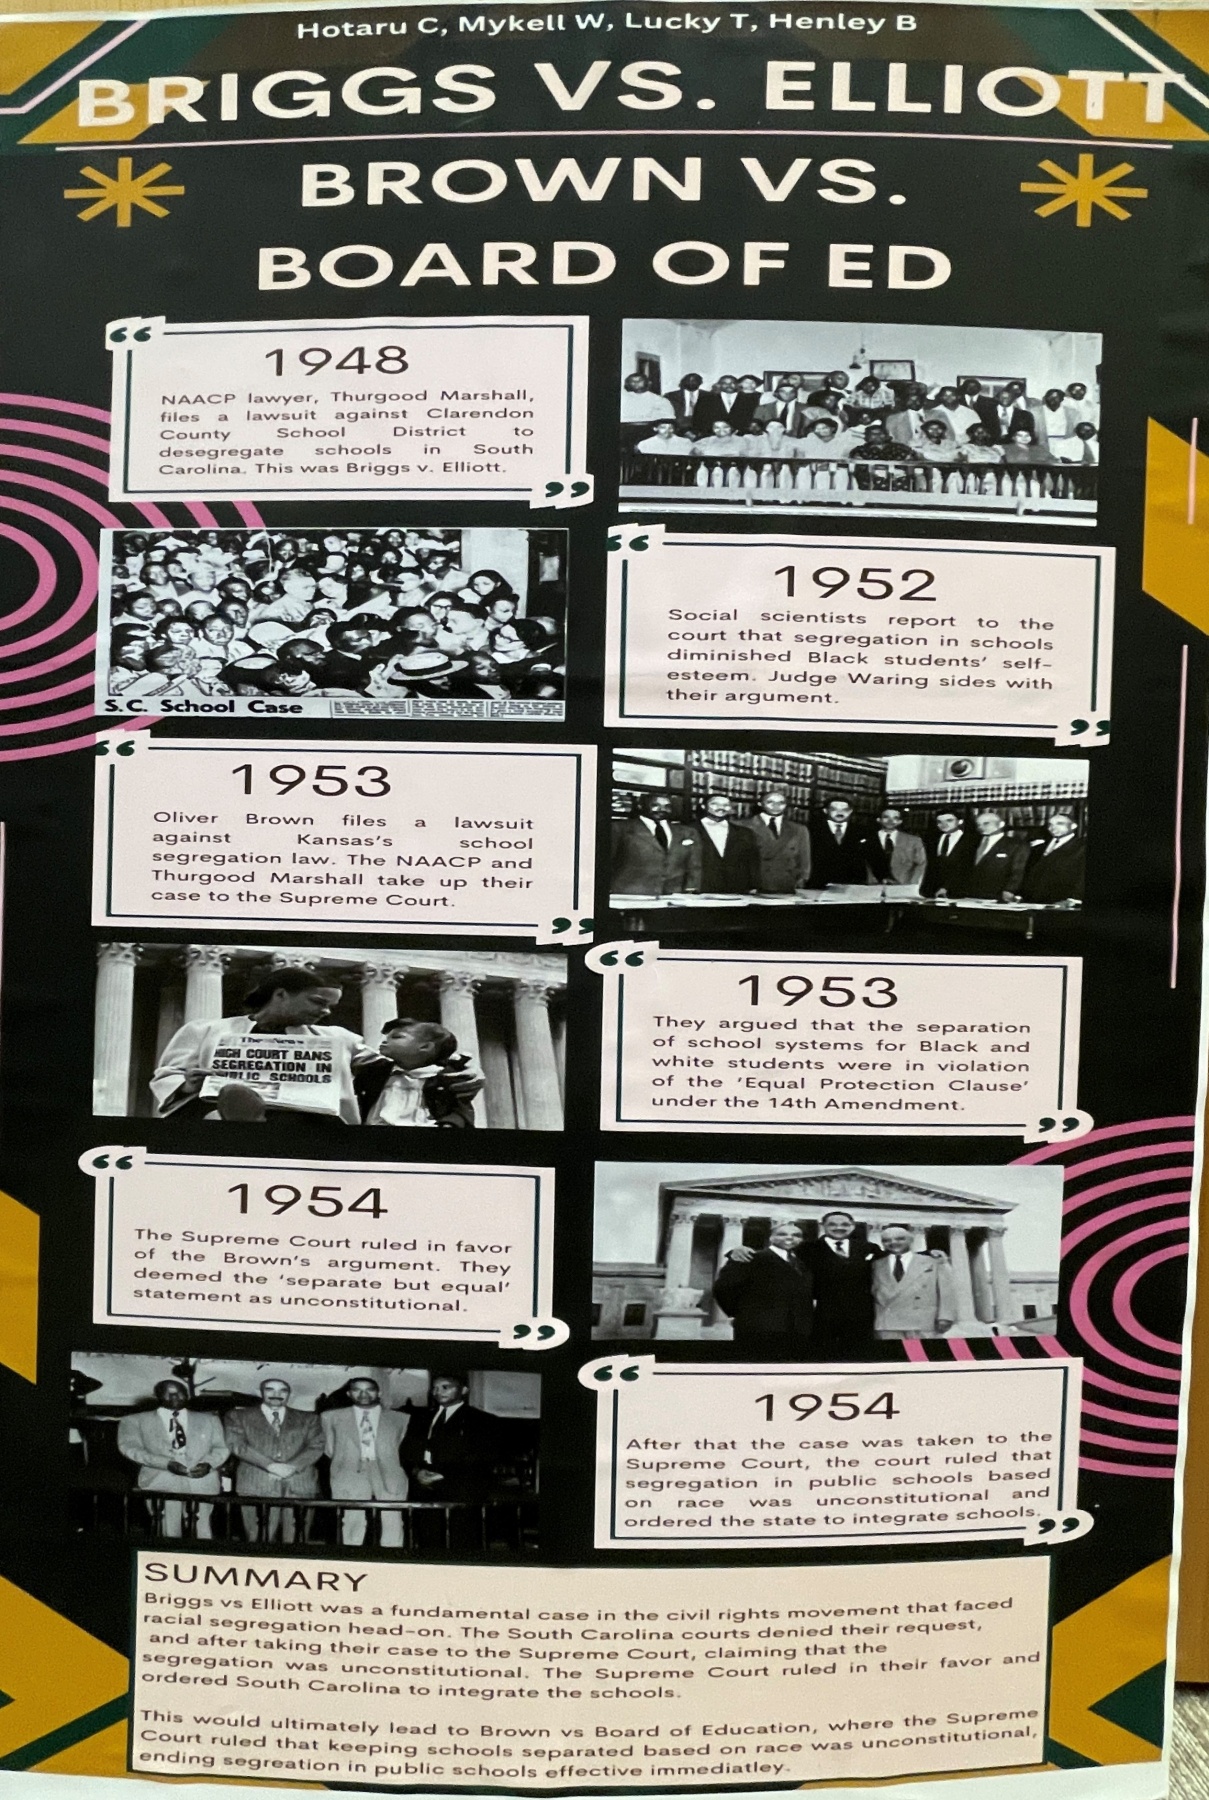 Hotaru C, Mykell W, Lucky T, Henley B
BRIGGS VS. ELLIOTT
BROWN VS.
BOARD OF ED
1948
NAACP lawyer, Thurgood Marshall,
files a lawsuit against Clarendon
County School District to
desegregate schools in South
Carolina. This was Briggs v. Elliott.
S.C. School Case
1952
Social scientists report to the
court that segregation in schools
diminished Black students' self-
esteem. Judge Waring sides with
their argument.
1953
Oliver Brown files a lawsuit
against Kansas's school
segregation law. The NAACP and
Thurgood Marshall take up their
case to the Supreme Court.
The News
HIGH COURT BANS
SEGREGATION IN
PUBLIC SCHOOLS
1953
They argued that the separation
of school systems for Black and
white students were in violation
of the 'Equal Protection Clause'
under the 14th Amendment.
1954
The Supreme Court ruled in favor
of the Brown's argument. They
deemed the 'separate but equal'
statement as unconstitutional.
1954
After that the case was taken to the
Supreme Court, the court ruled that
segregation in public schools based
on race was unconstitutional and
ordered the state to integrate schools.
SUMMARY
Briggs vs Elliott was a fundamental case in the civil rights movement that faced
racial segregation head-on. The South Carolina courts denied their request,
and after taking their case to the Supreme Court, claiming that the
segregation was unconstitutional. The Supreme Court ruled in their favor and
ordered South Carolina to integrate the schools.
This would ultimately lead to Brown vs Board of Education, where the Supreme
Court ruled that keeping schools separated based on race was unconstitutional,
ending segreation in public schools effective immediatley.